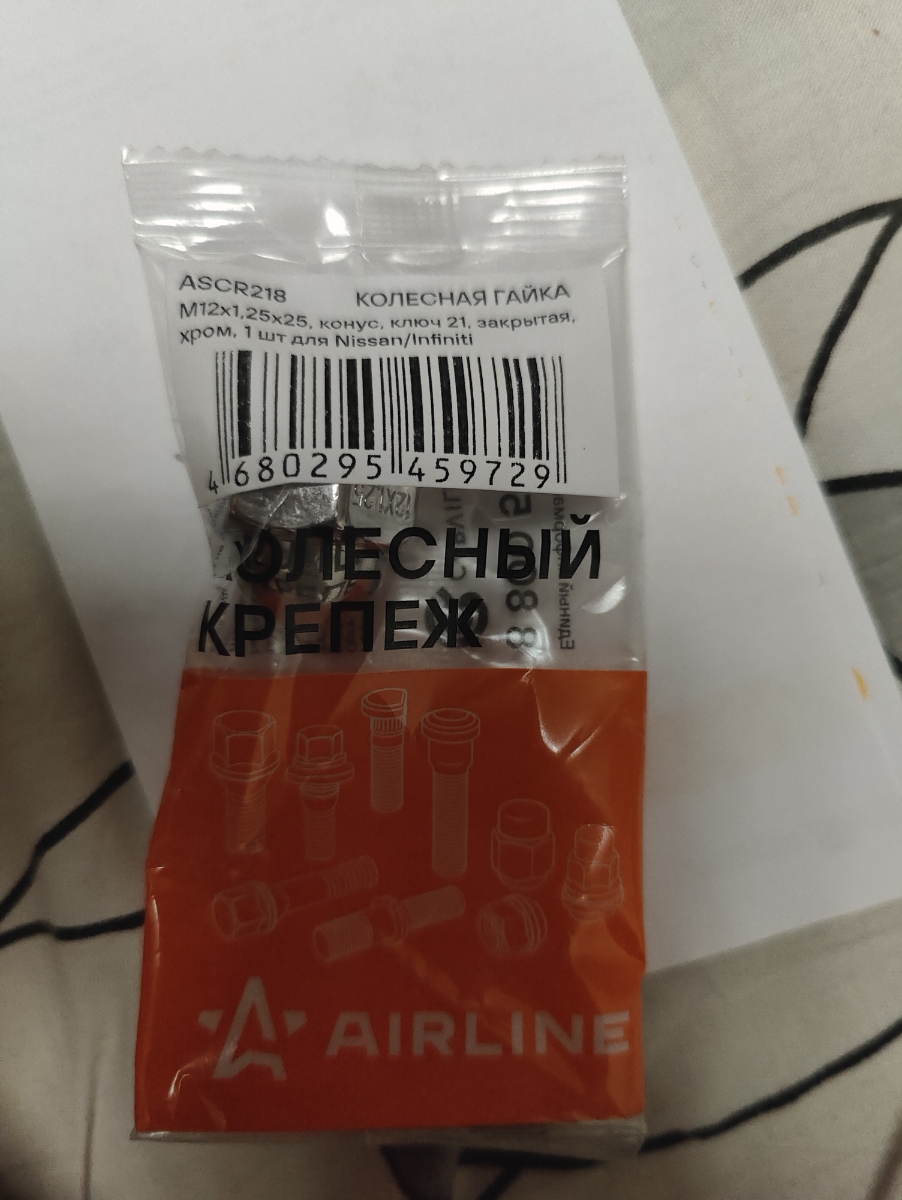 ASCR218 КОЛЕСНАЯ ГАЙКА
M12x1,25x25, конус, ключ 21, закрытая,
хром, 1 шт для Nissan/Infiniti
4 680295 459729
КОЛЕСНЫЙ
КРЕПЕЖ
AIRLINE